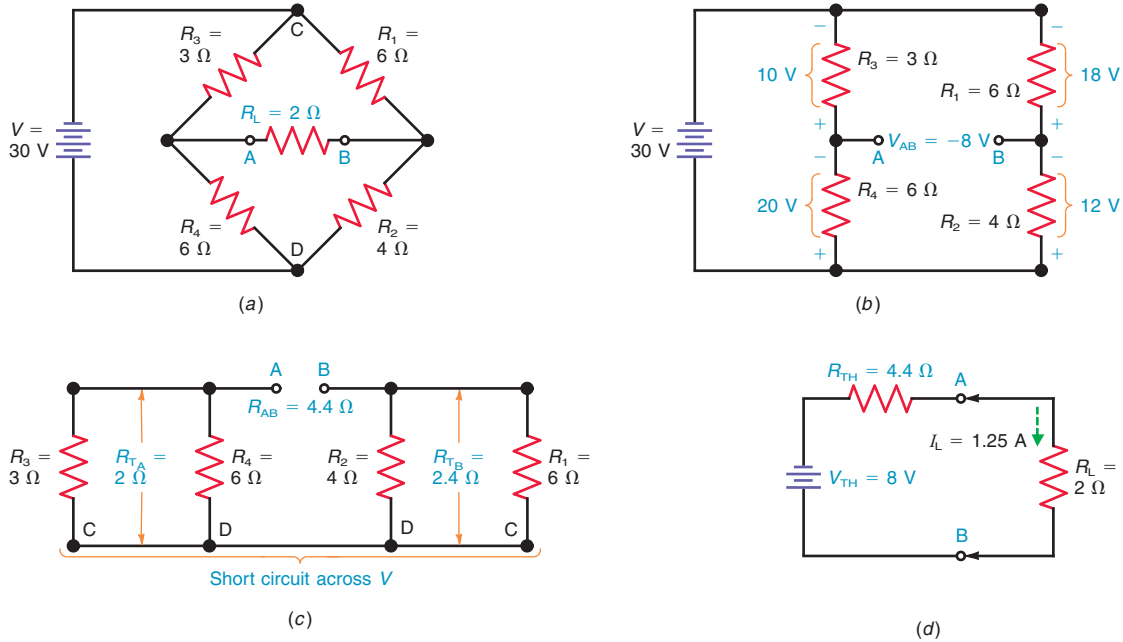 C
R3 =
3 Ω
R1 =
6 Ω
RL = 2 Ω
V =
30 V
A
B
R4 =
6 Ω
D
R2 =
4 Ω
(a)
−
−
10 V
R3 = 3 Ω
18 V
R1 = 6 Ω
+
+
V =
30 V
A
VAB = −8 V
B
−
−
20 V
R4 = 6 Ω
12 V
R2 = 4 Ω
+
+
(b)
A
B
RAB = 4.4 Ω
R3 =
3 Ω
RTA =
2 Ω
R4 =
6 Ω
R2 =
4 Ω
RTB =
2.4 Ω
R1 =
6 Ω
C
D
D
C
Short circuit across V
(c)
RTH = 4.4 Ω
A
IL = 1.25 A
VTH = 8 V
RL =
2 Ω
B
(d)